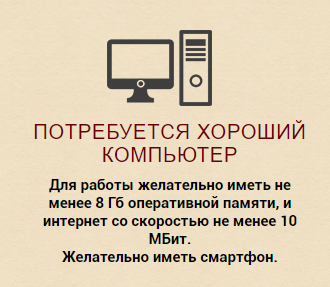 ПОТРЕБУЕТСЯ ХОРОШИЙ
КОМПЬЮТЕР
Для работы желательно иметь не
менее 8 Гб оперативной памяти, и
интернет со скоростью не менее 10
МБит.
Желательно иметь смартфон.